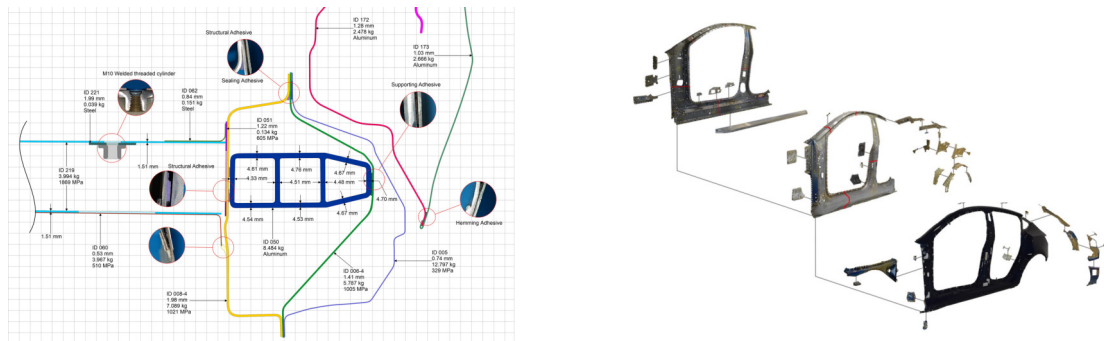 ID 172
1.28 mm
2.478 kg
Aluminum
Structural Adhesive
ID 173
1.03 mm
2.666 kg
Aluminum
M10 Welded threaded cylinder
Sealing Adhesive
Supporting Adhesive
ID 221
1.99 mm
0.039 kg
Steel
ID 062
0.84 mm
0.151 kg
Steel
ID 051
1.22 mm
0.134 kg
605 MPa
1.51 mm
Structural Adhesive
4.81 mm
4.76 mm
4.67 mm
4.33 mm
4.51 mm
4.48 mm
4.70 mm
ID 219
3.994 kg
1869 MPa
4.54 mm
4.53 mm
4.67 mm
Hemming Adhesive
1.51 mm
ID 060
0.53 mm
3.967 kg
510 MPa
ID 050
8.484 kg
Aluminum
ID 005
0.74 mm
12.797 kg
329 MPa
ID 006-4
1.41 mm
5.787 kg
1005 MPa
ID 008-4
1.98 mm
7.089 kg
1021 MPa